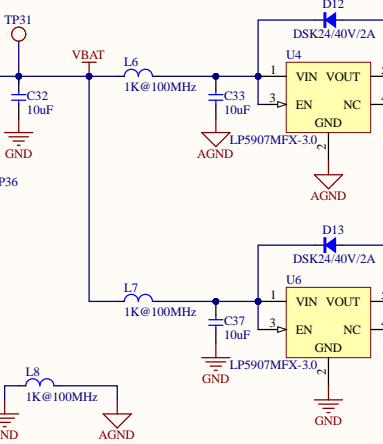 TP31
D12
DSK24/40V/2A
VBAT
L6
1K@100MHz
U4
1
VIN
VOUT
3
EN
NC
GND
2
C32
10uF
C33
10uF
GND
AGND
LP5907MFX-3.0
AGND
P36
D13
DSK24/40V/2A
L7
1K@100MHz
U6
1
VIN
VOUT
3
EN
NC
GND
2
C37
10uF
GND
LP5907MFX-3.0
GND
L8
1K@100MHz
ND
AGND